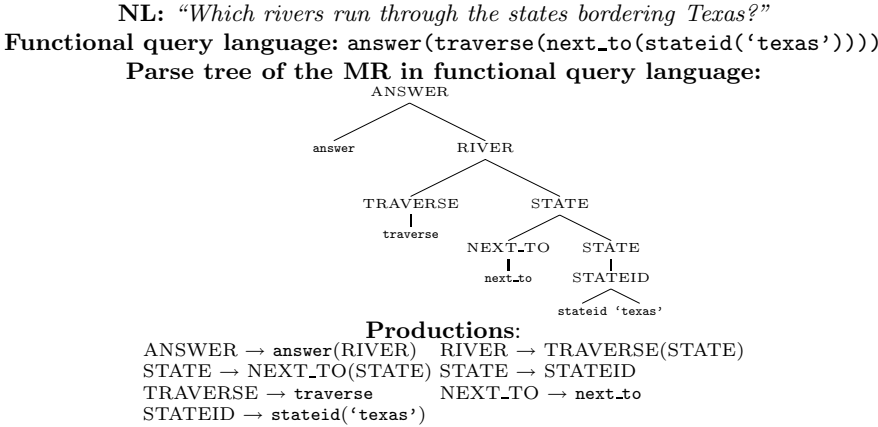 NL: “Which rivers run through the states bordering Texas?”
Functional query language: answer(traverse(next_to(stateid(‘texas’))))
Parse tree of the MR in functional query language:
ANSWER
answer RIVER
TRAVERSE STATE
traverse
NEXT_TO STATE
next_to STATEID
stateid ‘texas’
Productions:
ANSWER → answer(RIVER) RIVER → TRAVERSE(STATE)
STATE → NEXT_TO(STATE) STATE → STATEID
TRAVERSE → traverse NEXT_TO → next_to
STATEID → stateid(‘texas’)